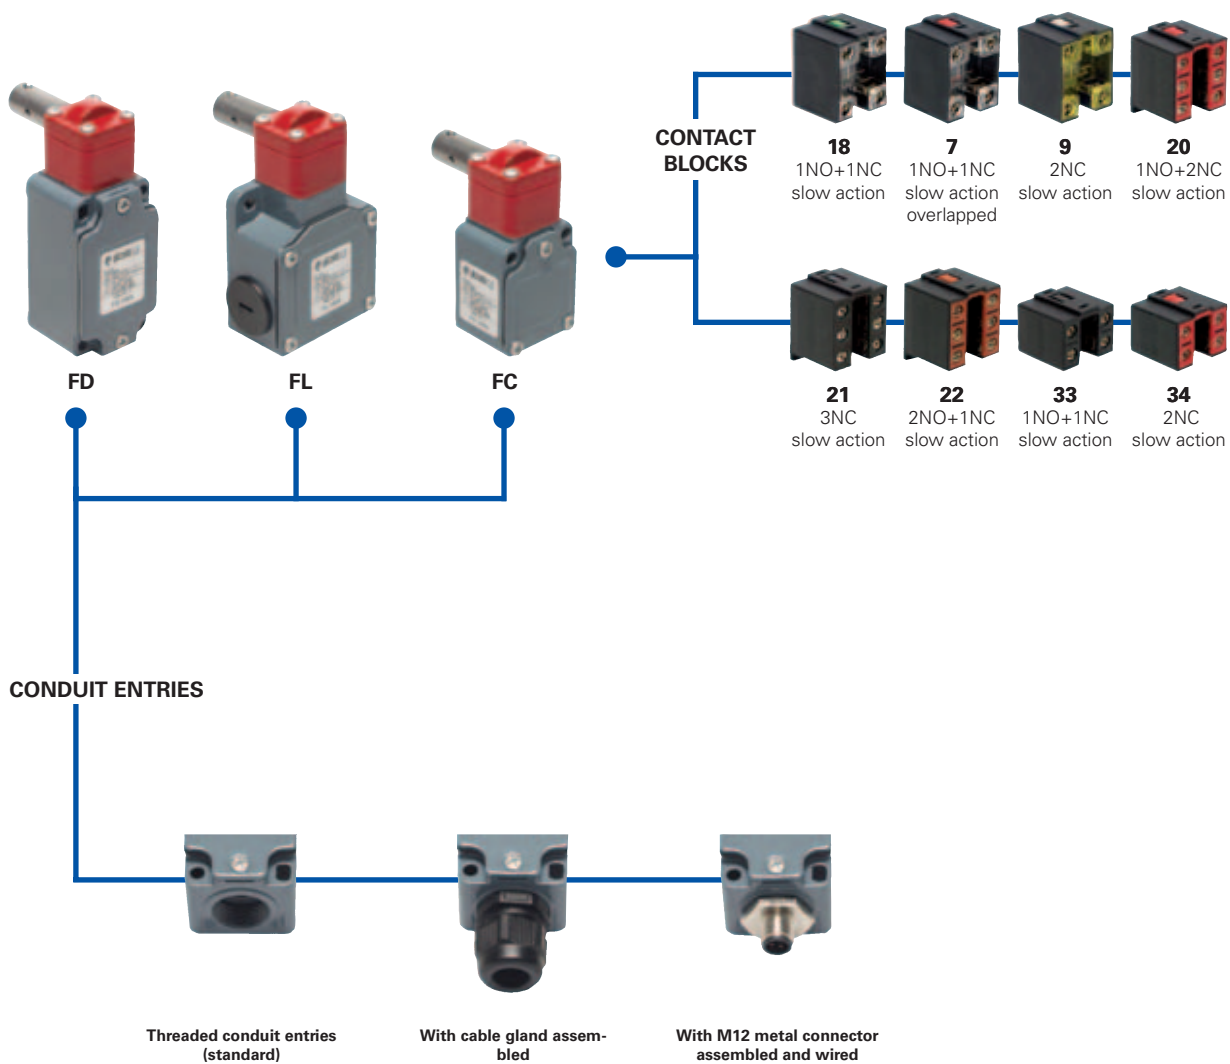 CONTACT
BLOCKS
18
1NO+1NC
slow action
7
1NO+1NC
slow action
overlapped
9
2NC
slow action
20
1NO+2NC
slow action
21
3NC
slow action
22
2NO+1NC
slow action
33
1NO+1NC
slow action
34
2NC
slow action
FD
FL
FC
CONDUIT ENTRIES
Threaded conduit entries
(standard)
With cable gland assem-
bled
With M12 metal connector
assembled and wired